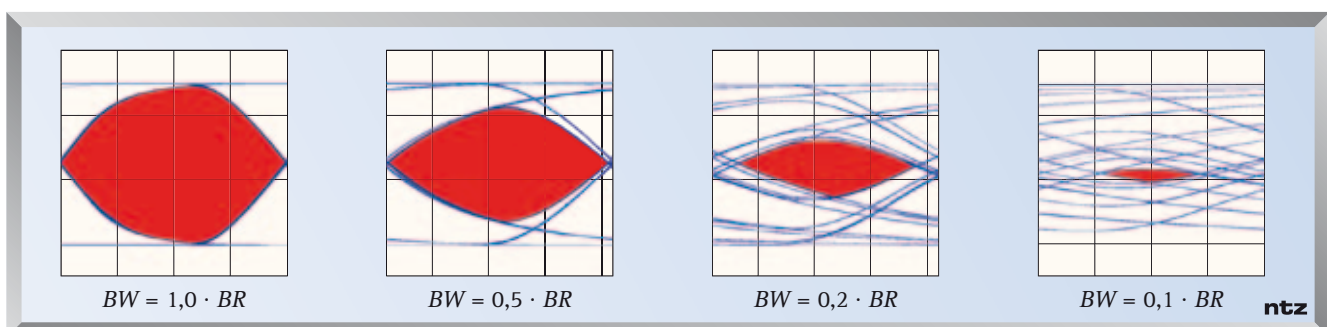 BW = 1,0 · BR
BW = 0,5 · BR
BW = 0,2 · BR
BW = 0,1 · BR
ntz